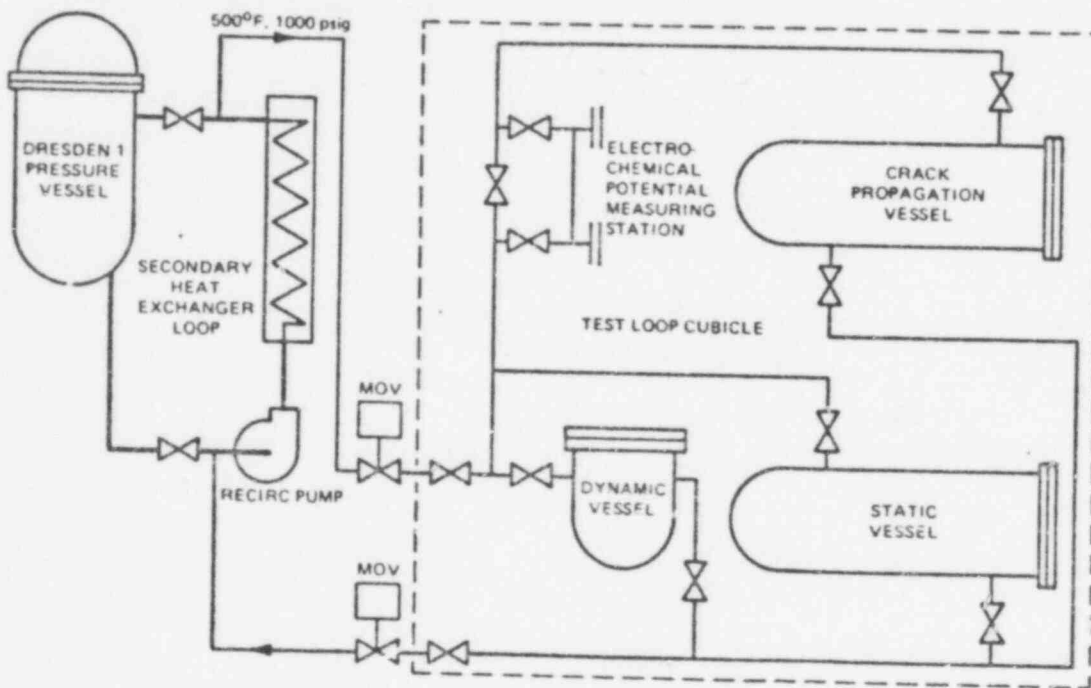 500°F, 1000 psig
DRESDEN 1
PRESSURE
VESSEL
SECONDARY
HEAT
EXCHANGER
LOOP
RECIRC PUMP
MOV
MOV
ELECTRO-
CHEMICAL
POTENTIAL
MEASURING
STATION
CRACK
PROPAGATION
VESSEL
TEST LOOP CUBICLE
DYNAMIC
VESSEL
STATIC
VESSEL